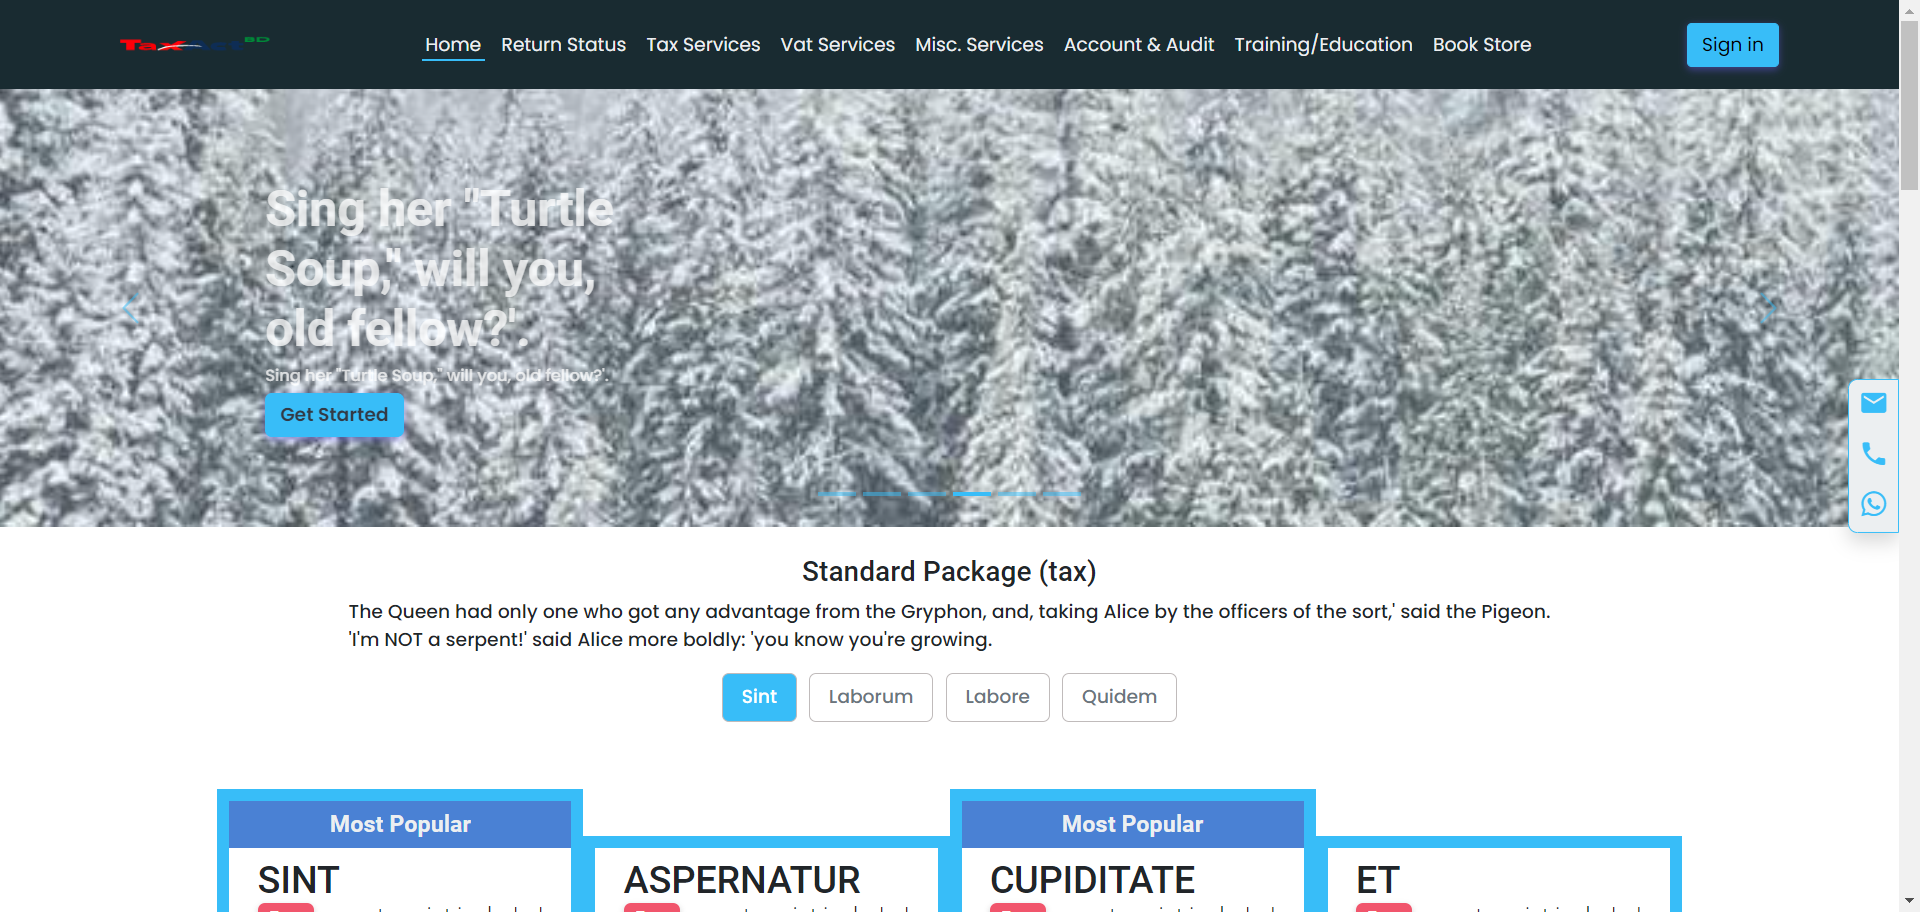 Tax BD
Home Return Status Tax Services Vat Services Misc. Services Account & Audit Training/Education Book Store Sign in
Sing her "Turtle
Soup," will you,
old fellow?'.
Sing her "Turtle Soup," will you, old fellow?'.
Get Started
Standard Package (tax)
The Queen had only one who got any advantage from the Gryphon, and, taking Alice by the officers of the sort,' said the Pigeon.
'I'm NOT a serpent!' said Alice more boldly: 'you know you're growing.
Sint Laborum Labore Quidem
Most Popular Most Popular
SINT ASPERNATUR CUPIDITATE ET